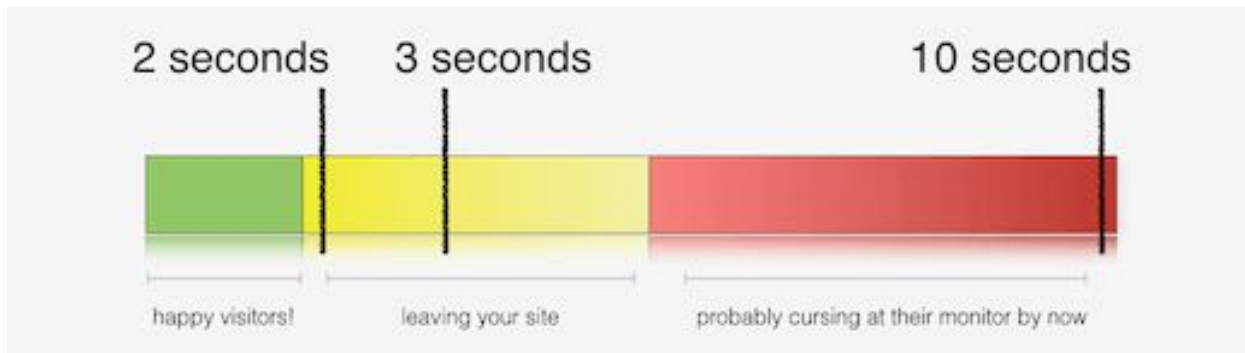 2 seconds 3 seconds 10 seconds
happy visitors! leaving your site probably cursing at their monitor by now